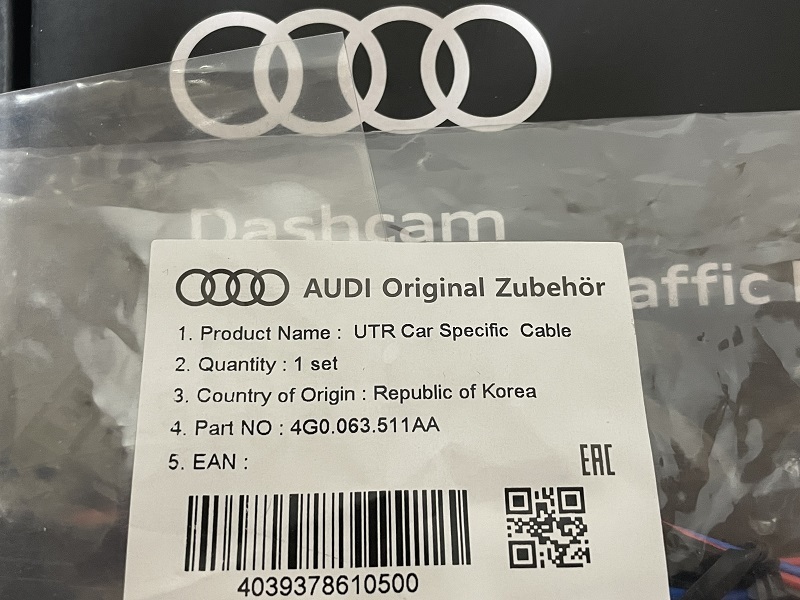 Dashcam
AUDI Original Zubehör
affic
1. Product Name : UTR Car Specific Cable
2. Quantity : 1 set
3. Country of Origin : Republic of Korea
4. Part NO : 4G0.063.511AA
5. EAN :
EAC
4039378610500